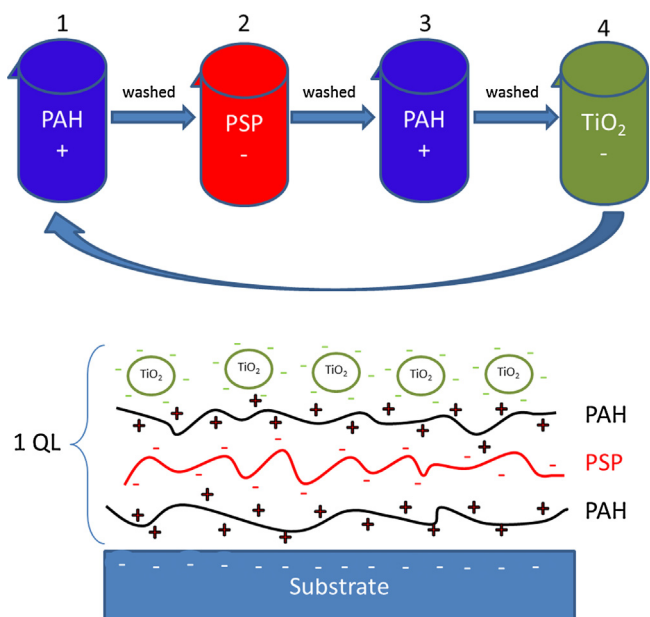 1 2 3 4
washed washed washed
PAH PSP PAH TiO₂
+ - + -
TiO₂ TiO₂ TiO₂ TiO₂ TiO₂
PAH
1 QL
PSP
PAH
Substrate